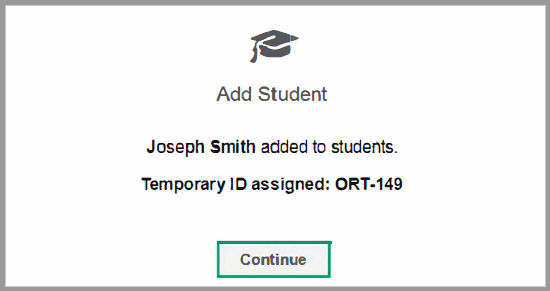 Add Student
Joseph Smith added to students.
Temporary ID assigned: ORT-149
Continue